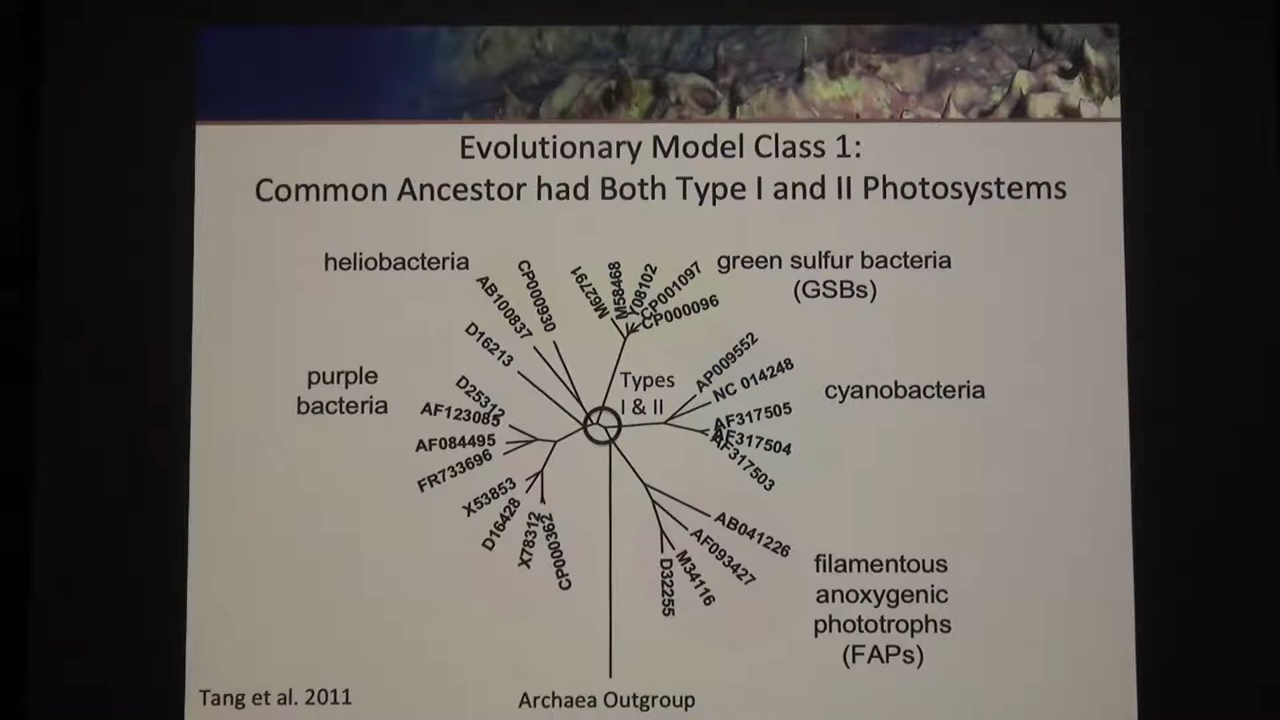 Evolutionary Model Class 1:
Common Ancestor had Both Type I and II Photosystems
heliobacteria
CP000930
AB100837
D16213
M62791
M58468
Y08102
CP001097
CP000096
green sulfur bacteria
(GSBs)
purple
bacteria
D25312
AF123085
AF084495
FR733696
X53853
D16428
X78312
CP000362
Types
I & II
AP009552
NC 014248
AF317505
AF317504
AF317503
cyanobacteria
AB041226
AF093427
M34116
D32255
filamentous
anoxygenic
phototrophs
(FAPs)
Tang et al. 2011
Archaea Outgroup